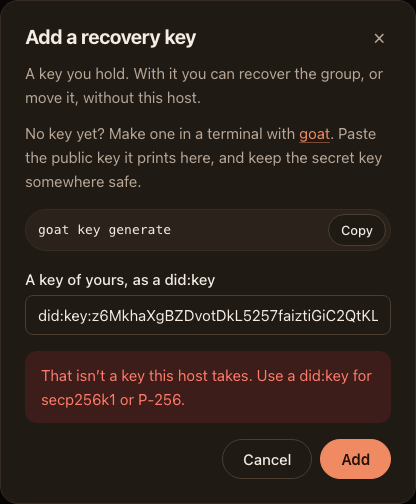 Add a recovery key
×
A key you hold. With it you can recover the group, or
move it, without this host.
No key yet? Make one in a terminal with goat. Paste
the public key it prints here, and keep the secret key
somewhere safe.
goat key generate
Copy
A key of yours, as a did:key
did:key:z6MkhaXgBZDvotDkL5257faiztiGiC2QtKL
That isn’t a key this host takes. Use a did:key for
secp256k1 or P-256.
Cancel
Add